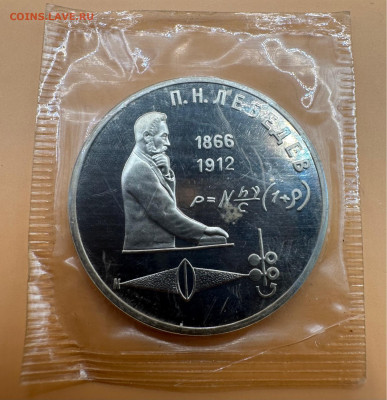 COINS.LAVE.RU
П.Н.ЛЕБЕДЕВ
1866
1912
p=N hν/c (1+ρ)
N